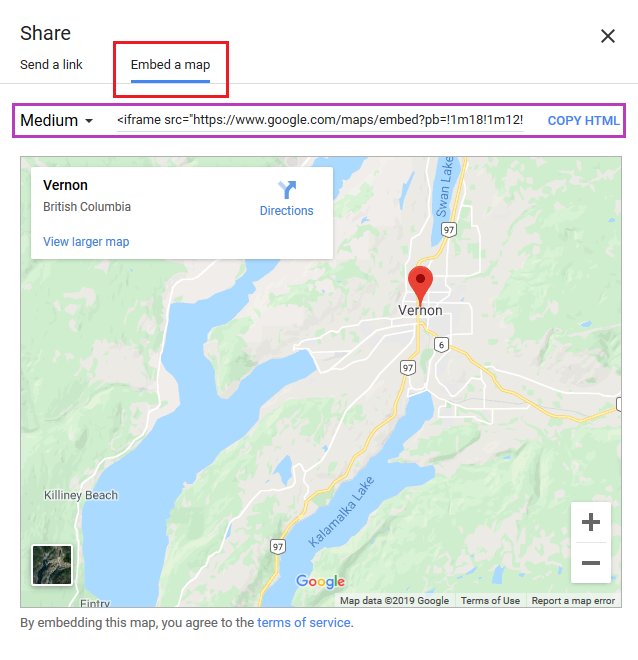 Share
Send a link
Embed a map
Medium
<iframe src="https://www.google.com/maps/embed?pb=!1m18!1m12!
COPY HTML
Vernon
British Columbia
Directions
View larger map
Swan Lake
97
Vernon
6
97
Killiney Beach
Kalamalka Lake
97
Fintry
Google
Map data ©2019 Google
Terms of Use
Report a map error
By embedding this map, you agree to the terms of service.